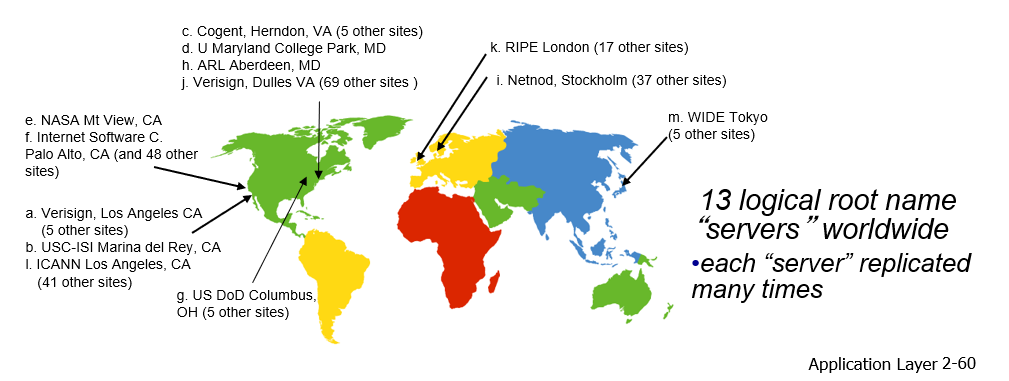 c. Cogent, Herndon, VA (5 other sites)
d. U Maryland College Park, MD
h. ARL Aberdeen, MD
j. Verisign, Dulles VA (69 other sites )
k. RIPE London (17 other sites)
i. Netnod, Stockholm (37 other sites)
m. WIDE Tokyo
(5 other sites)
e. NASA Mt View, CA
f. Internet Software C.
Palo Alto, CA (and 48 other
sites)
a. Verisign, Los Angeles CA
(5 other sites)
b. USC-ISI Marina del Rey, CA
l. ICANN Los Angeles, CA
(41 other sites)
g. US DoD Columbus,
OH (5 other sites)
13 logical root name
“servers” worldwide
•each “server” replicated
many times
Application Layer 2-60